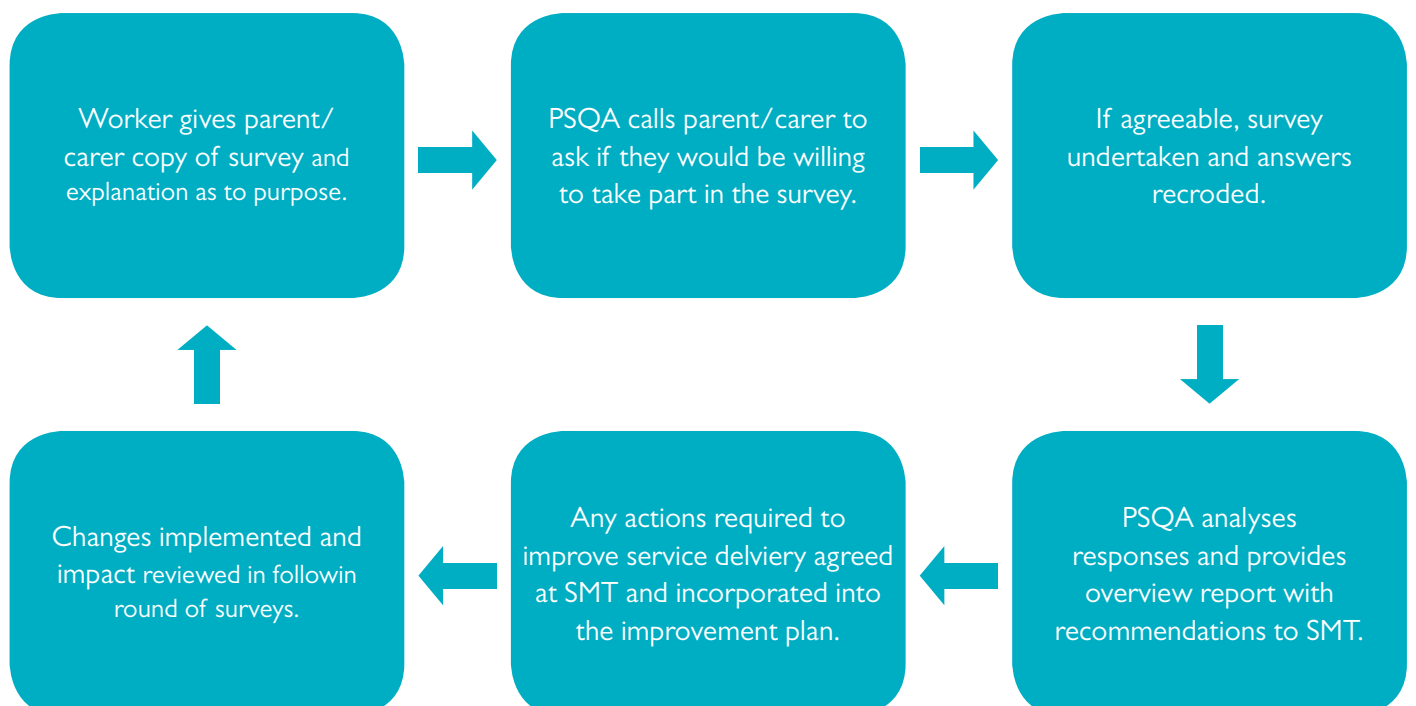 Worker gives parent/
carer copy of survey and
explanation as to purpose.
PSQA calls parent/carer to
ask if they would be willing
to take part in the survey.
If agreeable, survey
undertaken and answers
recroded.
PSQA analyses
responses and provides
overview report with
recommendations to SMT.
Any actions required to
improve service delviery agreed
at SMT and incorporated into
the improvement plan.
Changes implemented and
impact reviewed in followin
round of surveys.